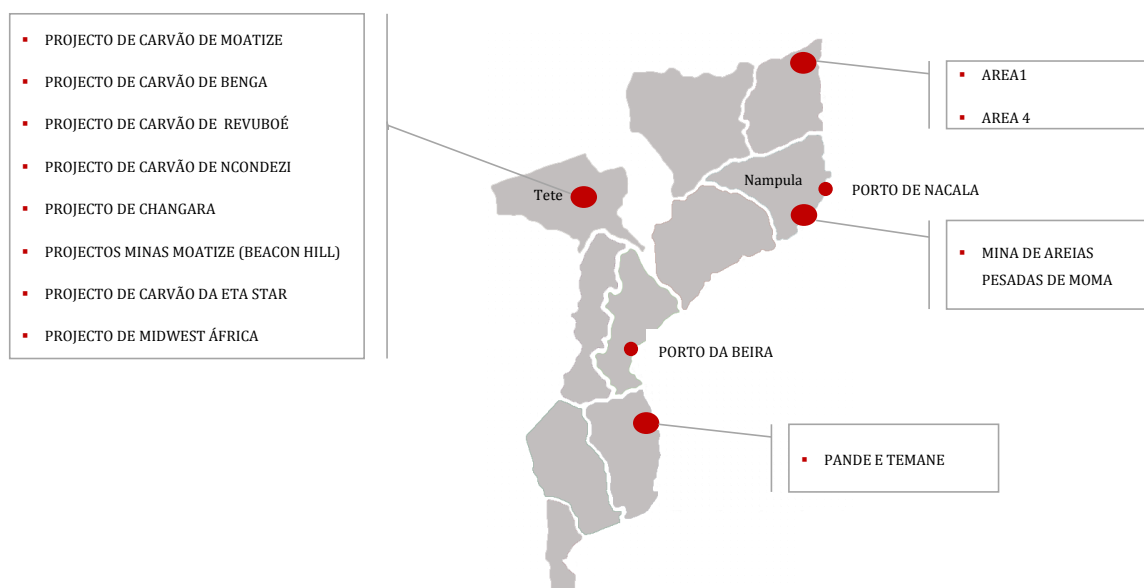 PROJECTO DE CARVÃO DE MOATIZE
PROJECTO DE CARVÃO DE BENGA
PROJECTO DE CARVÃO DE REVUBOÉ
PROJECTO DE CARVÃO DE NCONDEZI
PROJECTO DE CHANGARA
PROJECTOS MINAS MOATIZE (BEACON HILL)
PROJECTO DE CARVÃO DA ETA STAR
PROJECTO DE MIDWEST ÁFRICA
AREA1
AREA 4
Nampula
Tete
PORTO DE NACALA
MINA DE AREIAS
PESADAS DE MOMA
PORTO DA BEIRA
PANDE E TEMANE